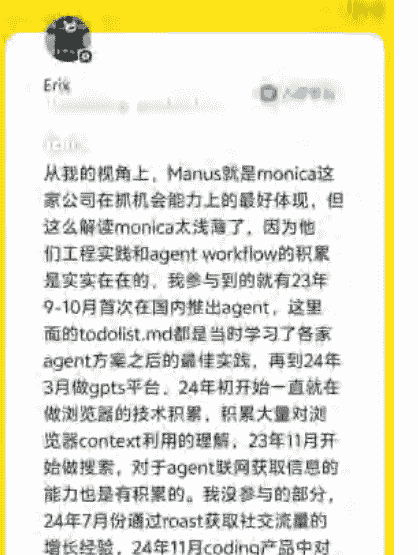 Erik
从我的视角上，Manus就是monica这
家公司在抓机会能力上的最好体现，但
这么解读monica太浅薄了，因为他
们工程实践和agent workflow的积累
是实实在在的，我参与到的就有23年
9-10月首次在国内推出agent，这里
面的todolist.md都是当时学习了各家
agent方案之后的最佳实践，再到24年
3月做gpts平台，24年初开始一直就在
做浏览器的技术积累，积累大量对浏
览器context利用的理解，23年11月开
始做搜索，对于agent联网获取信息的
能力也是有积累的。我没参与的部分，
24年7月份通过roast获取社交流量的
增长经验，24年11月coding产品中对